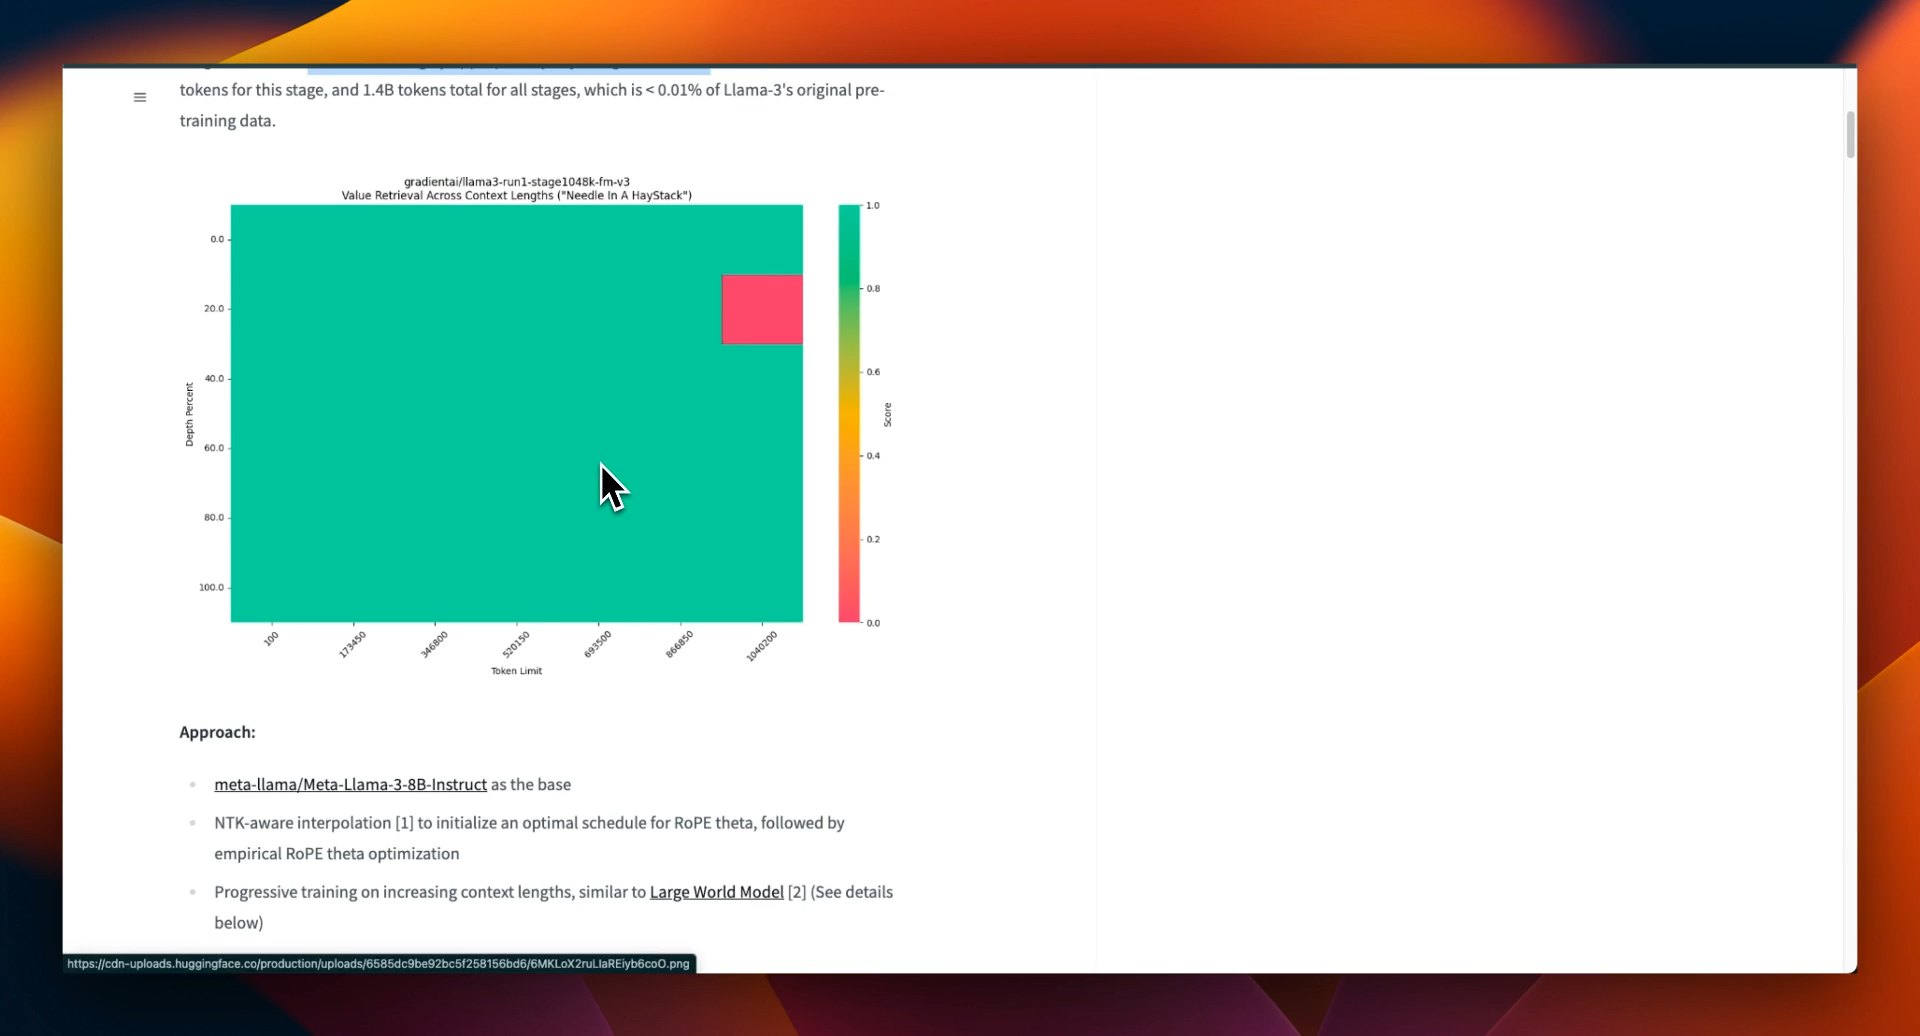 tokens for this stage, and 1.4B tokens total for all stages, which is < 0.01% of Llama-3's original pre-
training data.
gradientai/llama3-run1-stage1048k-fm-v3
Value Retrieval Across Context Lengths ("Needle In A HayStack")
0.0
20.0
40.0
60.0
80.0
100.0
Depth Percent
100
173450
346800
520150
693500
866850
1040200
Token Limit
1.0
0.8
0.6
0.4
0.2
0.0
Score
Approach:
meta-llama/Meta-Llama-3-8B-Instruct as the base
NTK-aware interpolation [1] to initialize an optimal schedule for RoPE theta, followed by
empirical RoPE theta optimization
Progressive training on increasing context lengths, similar to Large World Model [2] (See details
below)
https://cdn-uploads.huggingface.co/production/uploads/6585dc9be92bc5f258156bd6/6MKLoX2ruLIaREiyb6coO.png